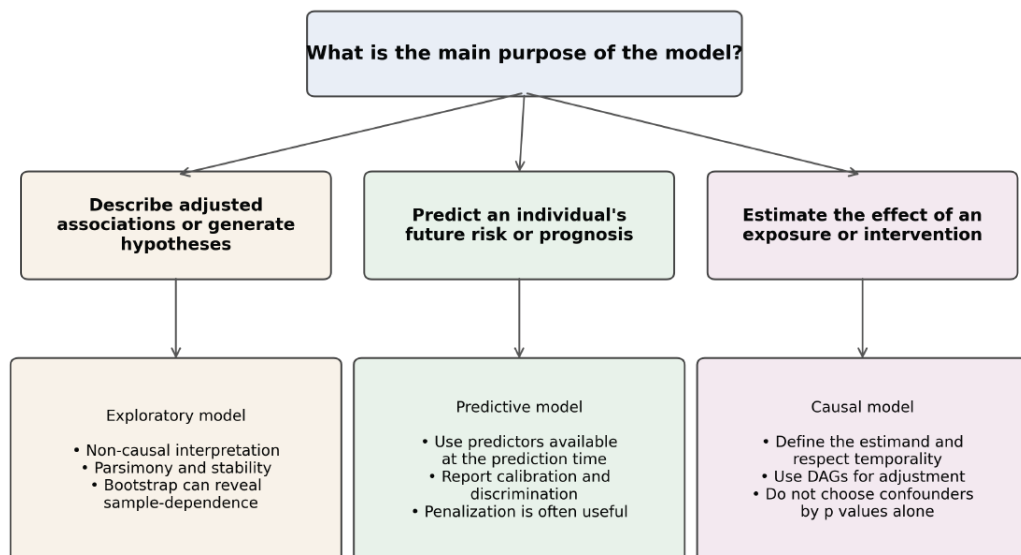 What is the main purpose of the model?
Describe adjusted
associations or generate
hypotheses
Predict an individual's
future risk or prognosis
Estimate the effect of an
exposure or intervention
Exploratory model
• Non-causal interpretation
• Parsimony and stability
• Bootstrap can reveal
sample-dependence
Predictive model
• Use predictors available
at the prediction time
• Report calibration and
discrimination
• Penalization is often useful
Causal model
• Define the estimand and
respect temporality
• Use DAGs for adjustment
• Do not choose confounders
by p values alone